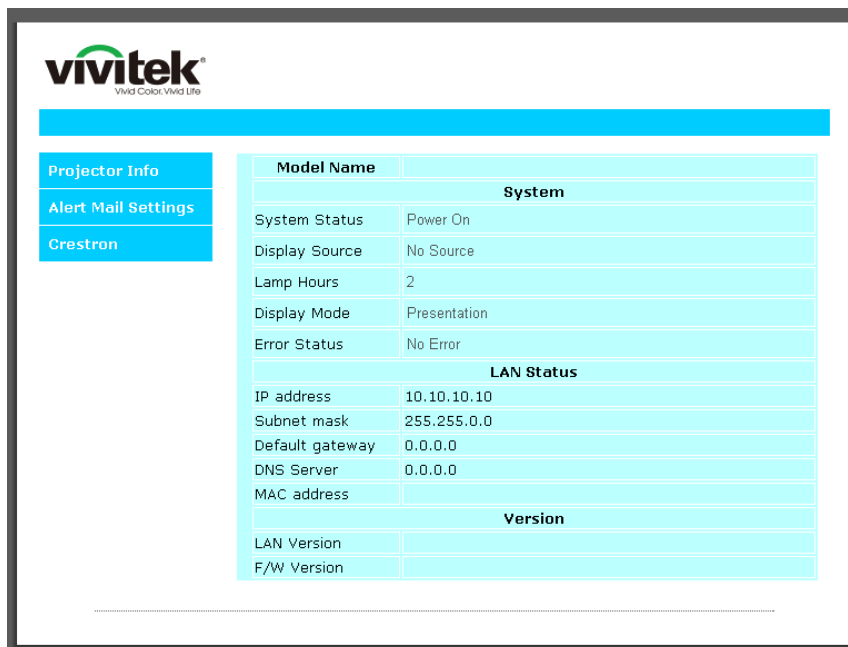 vivitek®
Vivid Color. Vivid Life
Projector Info
Alert Mail Settings
Crestron
Model Name
System
System Status Power On
Display Source No Source
Lamp Hours 2
Display Mode Presentation
Error Status No Error
LAN Status
IP address 10.10.10.10
Subnet mask 255.255.0.0
Default gateway 0.0.0.0
DNS Server 0.0.0.0
MAC address
Version
LAN Version
F/W Version